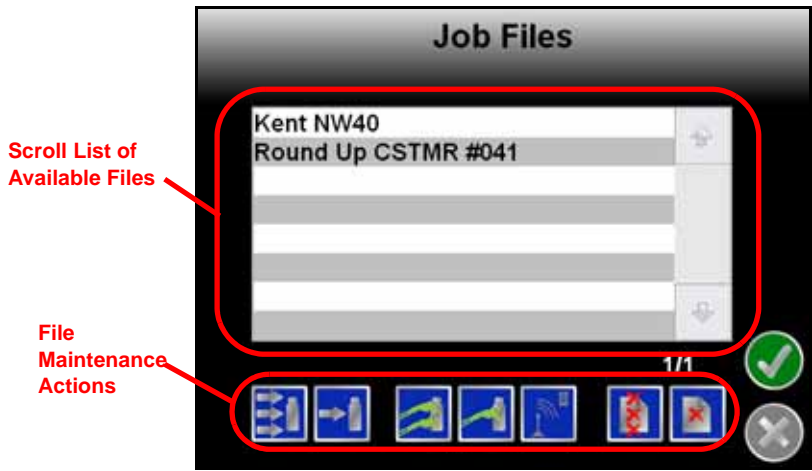 Job Files
Kent NW40
Round Up CSTMR #041
Scroll List of
Available Files
1/1
File
Maintenance
Actions